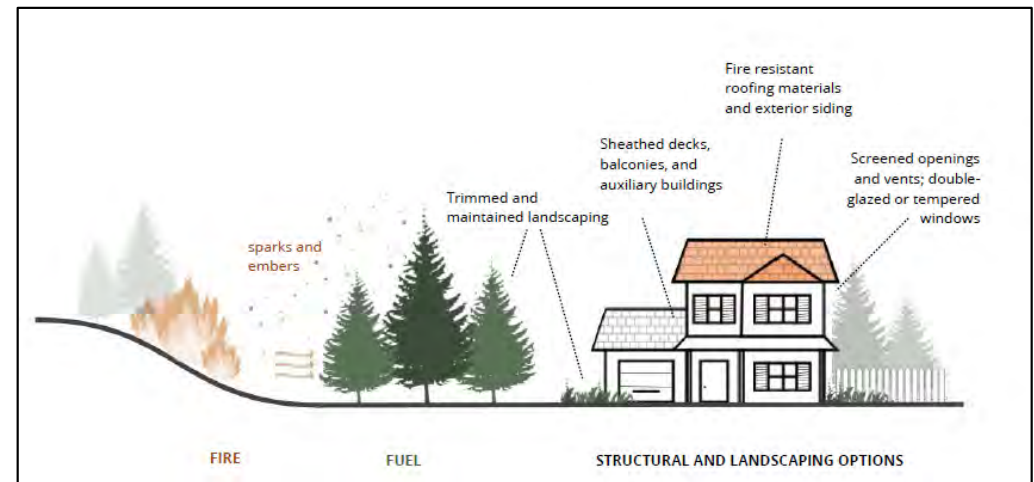 Fire resistant
roofing materials
and exterior siding
Sheathed decks,
balconies, and
auxiliary buildings
Screened openings
and vents; double-
glazed or tempered
windows
Trimmed and
maintained landscaping
sparks and
embers
FIRE
FUEL
STRUCTURAL AND LANDSCAPING OPTIONS